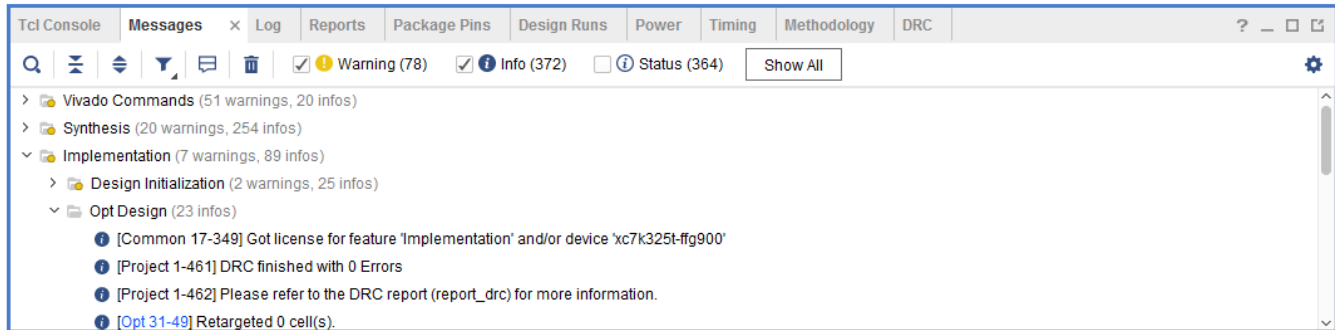 Tcl Console Messages × Log Reports Package Pins Design Runs Power Timing Methodology DRC ?
Warning (78) Info (372) Status (364) Show All
Vivado Commands (51 warnings, 20 infos)
Synthesis (20 warnings, 254 infos)
Implementation (7 warnings, 89 infos)
Design Initialization (2 warnings, 25 infos)
Opt Design (23 infos)
[Common 17-349] Got license for feature 'Implementation' and/or device 'xc7k325t-ffg900'
[Project 1-461] DRC finished with 0 Errors
[Project 1-462] Please refer to the DRC report (report_drc) for more information.
[Opt 31-49] Retargeted 0 cell(s).